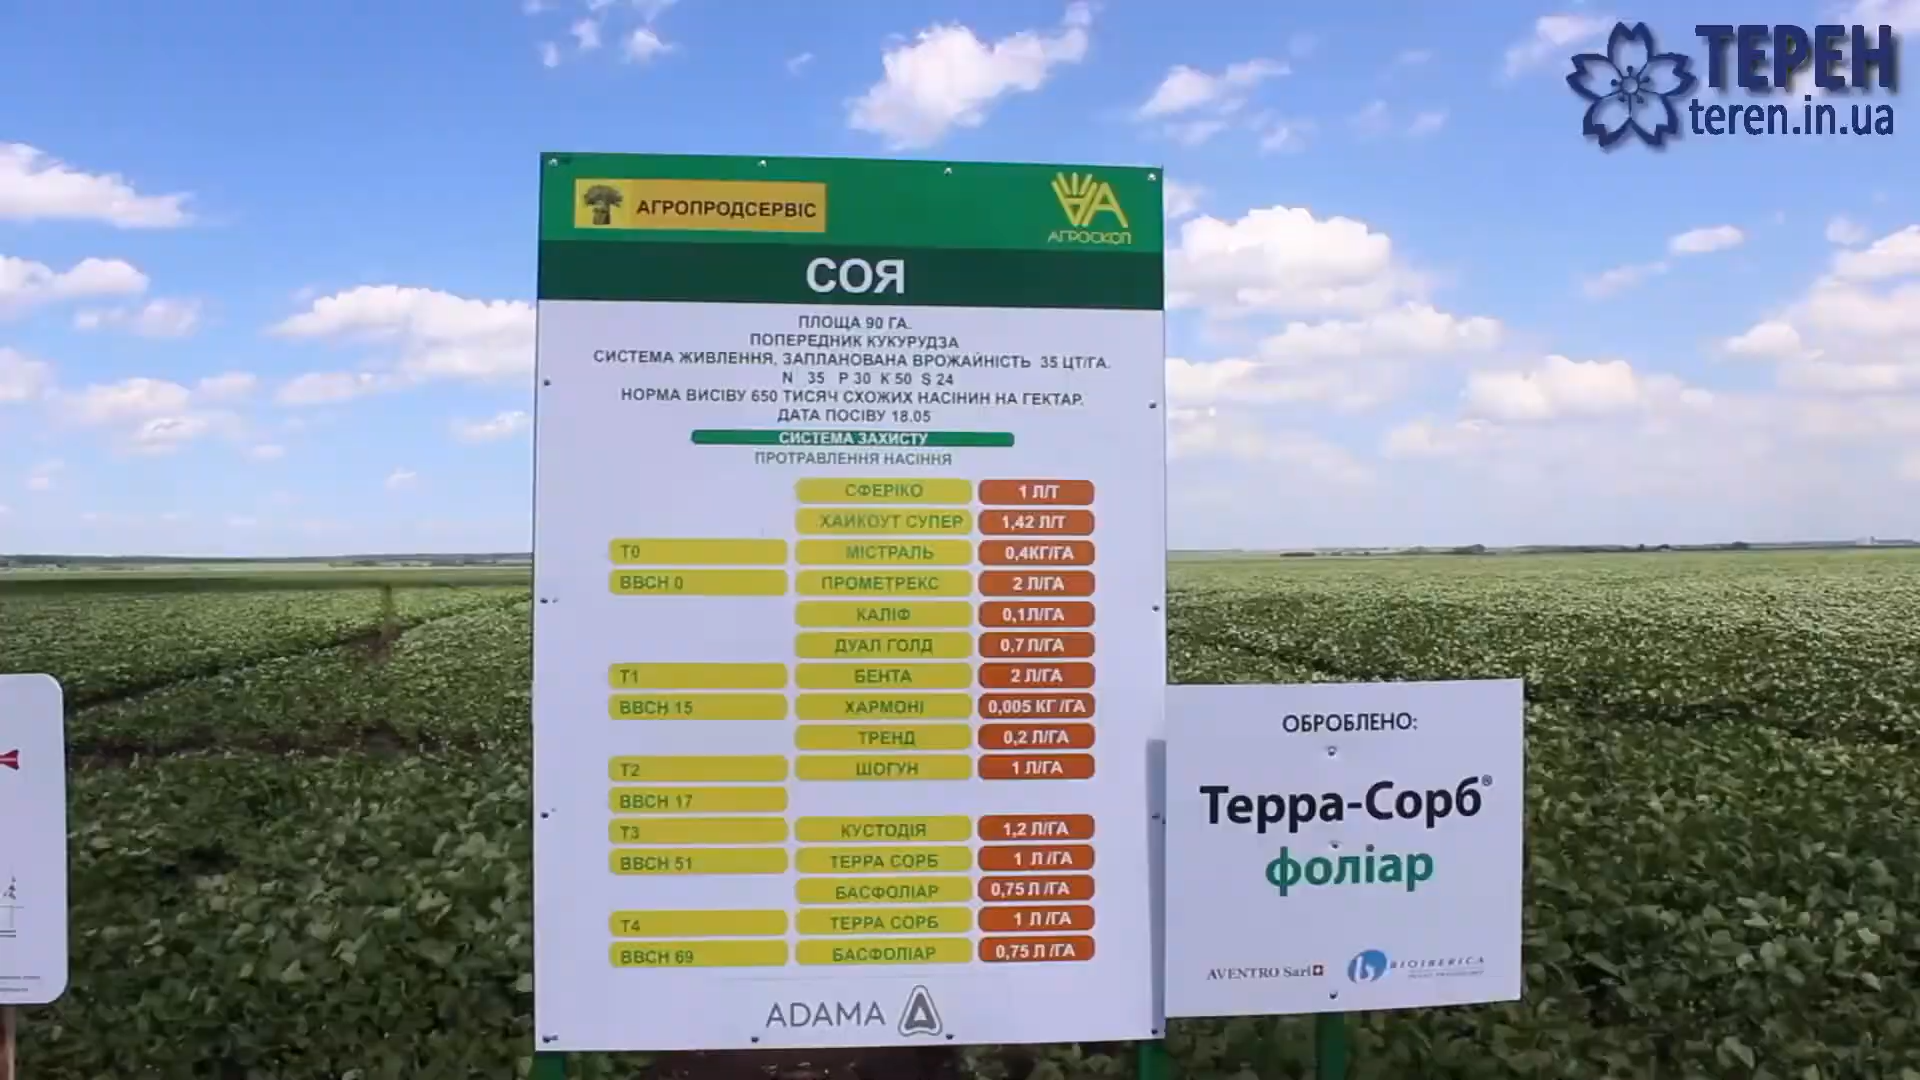 ТЕРЕН
teren.in.ua
АГРОПРОДСЕРВІС
АГРОСКОП
СОЯ
ПЛОЩА 90 ГА.
ПОПЕРЕДНИК КУКУРУДЗА
СИСТЕМА ЖИВЛЕННЯ, ЗАПЛАНОВАНА ВРОЖАЙНІСТЬ 35 ЦТ/ГА.
N 35 P 30 K 50 S 24
НОРМА ВИСІВУ 650 ТИСЯЧ СХОЖИХ НАСІНИН НА ГЕКТАР.
ДАТА ПОСІВУ 18.05
СИСТЕМА ЗАХИСТУ
ПРОТРАВЛЕННЯ НАСІННЯ
СФЕРІКО 1 Л/Т
ХАЙКОУТ СУПЕР 1,42 Л/Т
Т0 МІСТРАЛЬ 0,4КГ/ГА
ВВСН 0 ПРОМЕТРЕКС 2 Л/ГА
КАЛІФ 0,1Л/ГА
ДУАЛ ГОЛД 0,7 Л/ГА
Т1 БЕНТА 2 Л/ГА
ВВСН 15 ХАРМОНІ 0,005 КГ /ГА
ТРЕНД 0,2 Л/ГА
Т2 ШОГУН 1 Л/ГА
ВВСН 17
Т3 КУСТОДІЯ 1,2 Л/ГА
ВВСН 51 ТЕРРА СОРБ 1 Л /ГА
БАСФОЛІАР 0,75 Л /ГА
Т4 ТЕРРА СОРБ 1 Л /ГА
ВВСН 69 БАСФОЛІАР 0,75 Л /ГА
ADAMA
ОБРОБЛЕНО:
Терра-Сорб®
фоліар
AVENTRO Sarl
BIOIBERICA